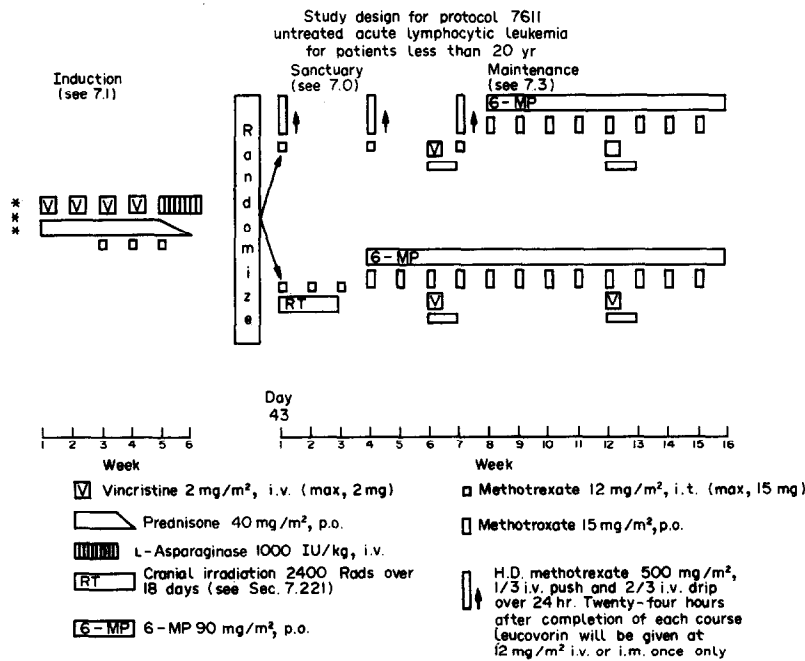 Study design for protocol 7611
untreated acute lymphocytic leukemia
for patients less than 20 yr
Induction
(see 7.1)
Sanctuary
(see 7.0)
Maintenance
(see 7.3)
* V V V V
*
*
Randomize
6-MP
V
6-MP
RT
V V
Day
43
1 2 3 4 5 6
Week
1 2 3 4 5 6 7 8 9 10 11 12 13 14 15 16
Week
V Vincristine 2 mg/m², i.v. (max, 2mg)
Prednisone 40 mg/m², p.o.
L-Asparaginase 1000 IU/kg, i.v.
RT Cranial irradiation 2400 Rads over
18 days (see Sec. 7.221)
6-MP 6-MP 90 mg/m², p.o.
Methotrexate 12 mg/m², i.t. (max, 15 mg)
Methotroxate 15 mg/m², p.o.
H.D. methotrexate 500 mg/m²,
1/3 i.v. push and 2/3 i.v. drip
over 24 hr. Twenty-four hours
after completion of each course
Leucovorin will be given at
12 mg/m² i.v. or i.m. once only